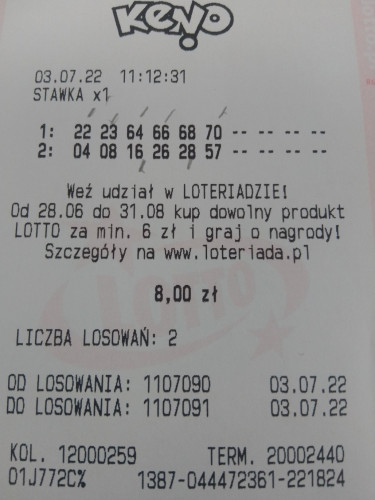 KeNo
03.07.22 11:12:31
STAWKA x1
1: 22 23 64 66 68 70 -- -- -- --
2: 04 08 16 26 28 57 -- -- -- --
Weź udział w LOTERIADZIE!
Od 28.06 do 31.08 kup dowolny produkt
LOTTO za min. 6 zł i graj o nagrody!
Szczegóły na www.loteriada.pl
8,00 zł
LICZBA LOSOWAŃ: 2
OD LOSOWANIA: 1107090 03.07.22
DO LOSOWANIA: 1107091 03.07.22
KOL. 12000259 TERM. 20002440
01J772C% 1387-044472361-221824
LOTTO